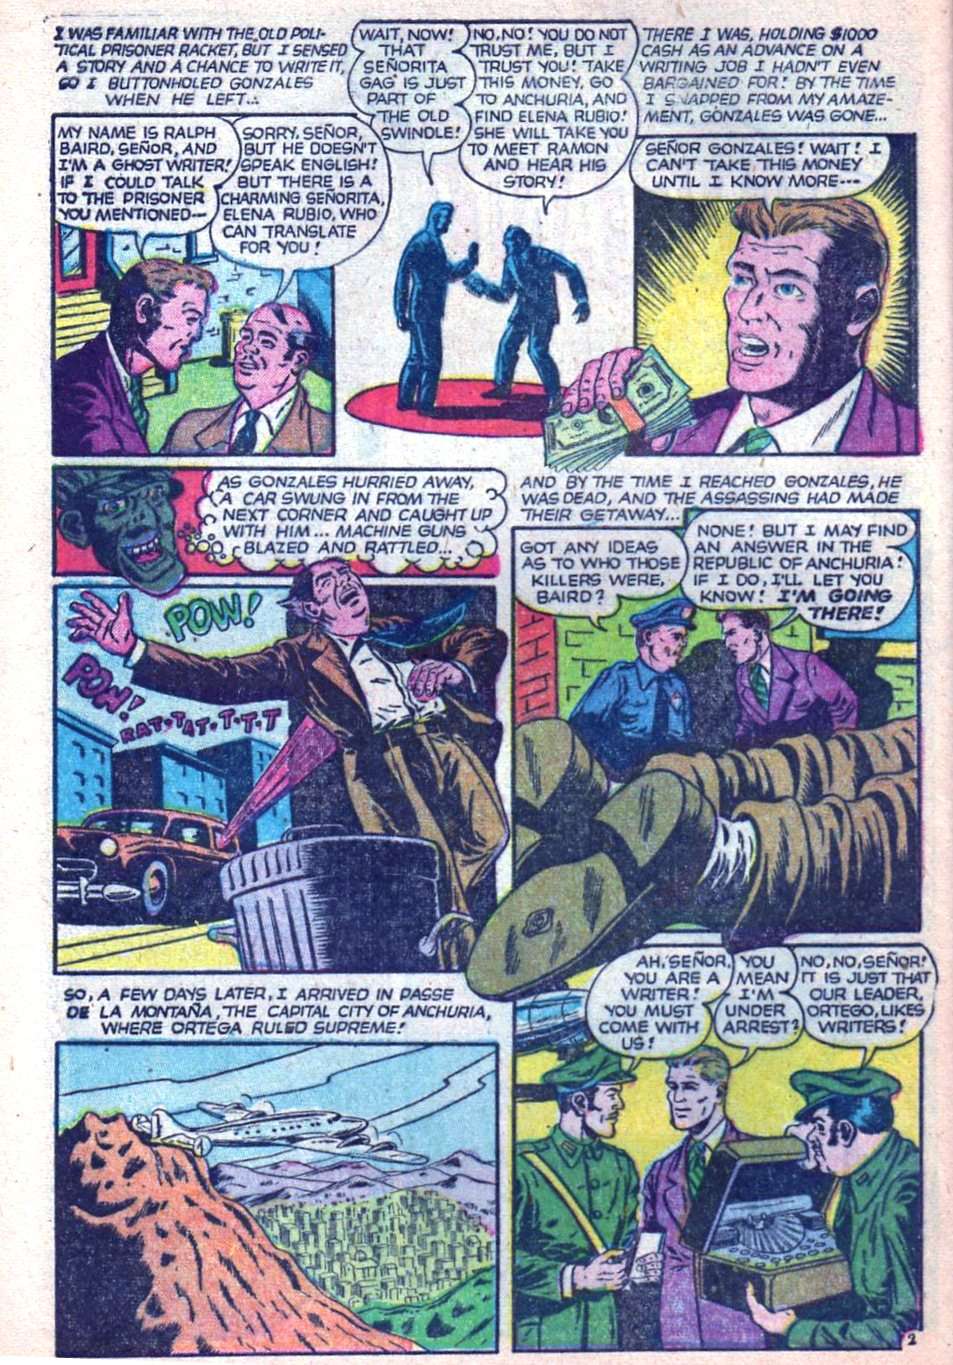 I WAS FAMILIAR WITH THE OLD POLI-
TICAL PRISONER RACKET, BUT I SENSED
A STORY AND A CHANCE TO WRITE IT,
SO I BUTTONHOLED GONZALES
WHEN HE LEFT...
MY NAME IS RALPH
BAIRD, SEÑOR, AND
I'M A GHOST WRITER!
IF I COULD TALK
TO THE PRISONER
YOU MENTIONED--
SORRY, SEÑOR,
BUT HE DOESN'T
SPEAK ENGLISH!
BUT THERE IS A
CHARMING SEÑORITA,
ELENA RUBIO, WHO
CAN TRANSLATE
FOR YOU!
WAIT, NOW!
THAT
SEÑORITA
GAG IS JUST
PART OF
THE OLD
SWINDLE!
NO, NO! YOU DO NOT
TRUST ME, BUT I
TRUST YOU! TAKE
THIS MONEY, GO
TO ANCHURIA, AND
FIND ELENA RUBIO!
SHE WILL TAKE YOU
TO MEET RAMON
AND HEAR HIS
STORY!
THERE I WAS, HOLDING $1000
CASH AS AN ADVANCE ON A
WRITING JOB I HADN'T EVEN
BARGAINED FOR! BY THE TIME
I SNAPPED FROM MY AMAZE-
MENT, GONZALES WAS GONE...
SEÑOR GONZALES! WAIT! I
CAN'T TAKE THIS MONEY
UNTIL I KNOW MORE---
AS GONZALES HURRIED AWAY,
A CAR SWUNG IN FROM THE
NEXT CORNER AND CAUGHT UP
WITH HIM... MACHINE GUNS
BLAZED AND RATTLED...
POW!
POW!
RAT-TAT-T-T-T
AND BY THE TIME I REACHED GONZALES, HE
WAS DEAD, AND THE ASSASSINS HAD MADE
THEIR GETAWAY...
GOT ANY IDEAS
AS TO WHO THOSE
KILLERS WERE,
BAIRD?
NONE! BUT I MAY FIND
AN ANSWER IN THE
REPUBLIC OF ANCHURIA!
IF I DO, I'LL LET YOU
KNOW! I'M GOING
THERE!
SO, A FEW DAYS LATER, I ARRIVED IN PASSE
DE LA MONTAÑA, THE CAPITAL CITY OF ANCHURIA,
WHERE ORTEGA RULED SUPREME!
AH, SEÑOR,
YOU ARE A
WRITER!
YOU MUST
COME WITH
US!
YOU
MEAN
I'M
UNDER
ARREST?
NO, NO, SEÑOR!
IT IS JUST THAT
OUR LEADER,
ORTEGO, LIKES
WRITERS!
2